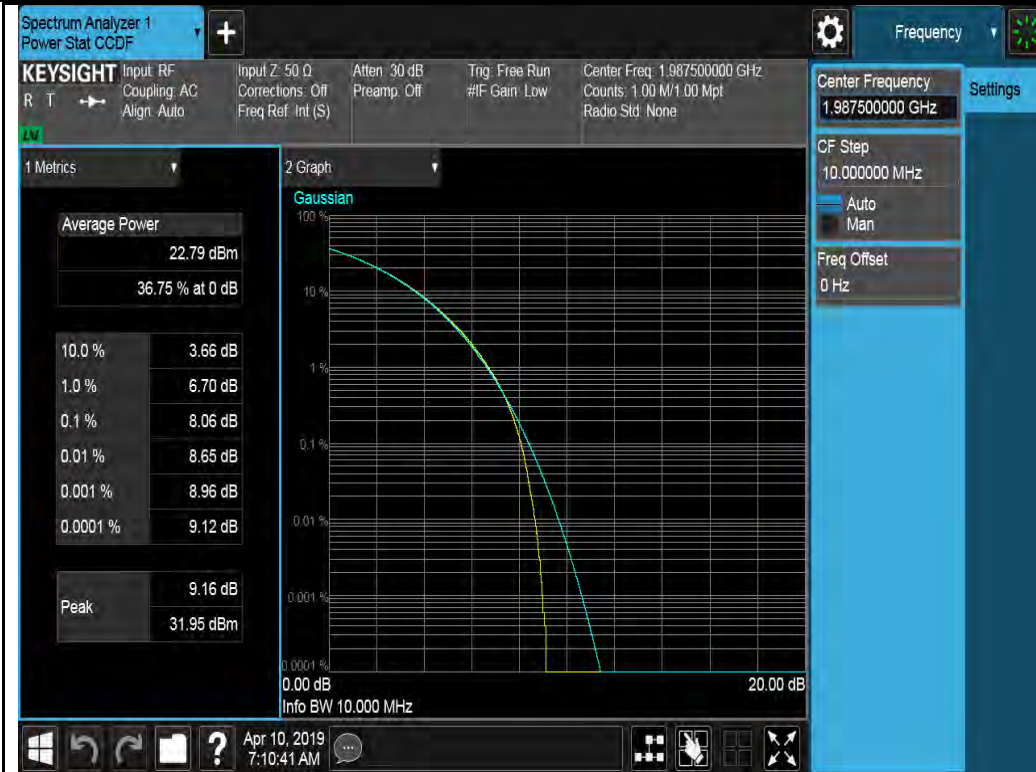 Spectrum Analyzer 1
Power Stat CCDF
+
Frequency
KEYSIGHT
R T
LM
Input: RF
Coupling: AC
Align: Auto
Input Z: 50 Ω
Corrections: Off
Freq Ref: Int (S)
Atten: 30 dB
Preamp: Off
Trig: Free Run
#IF Gain: Low
Center Freq: 1.987500000 GHz
Counts: 1.00 M/1.00 Mpt
Radio Std: None
Center Frequency
1.987500000 GHz
Settings
CF Step
10.000000 MHz
Auto
Man
Freq Offset
0 Hz
1 Metrics
Average Power
22.79 dBm
36.75 % at 0 dB
10.0 % 3.66 dB
1.0 % 6.70 dB
0.1 % 8.06 dB
0.01 % 8.65 dB
0.001 % 8.96 dB
0.0001 % 9.12 dB
Peak
9.16 dB
31.95 dBm
2 Graph
Gaussian
100 %
10 %
1 %
0.1 %
0.01 %
0.001 %
0.0001 %
0.00 dB
20.00 dB
Info BW 10.000 MHz
?
Apr 10, 2019
7:10:41 AM